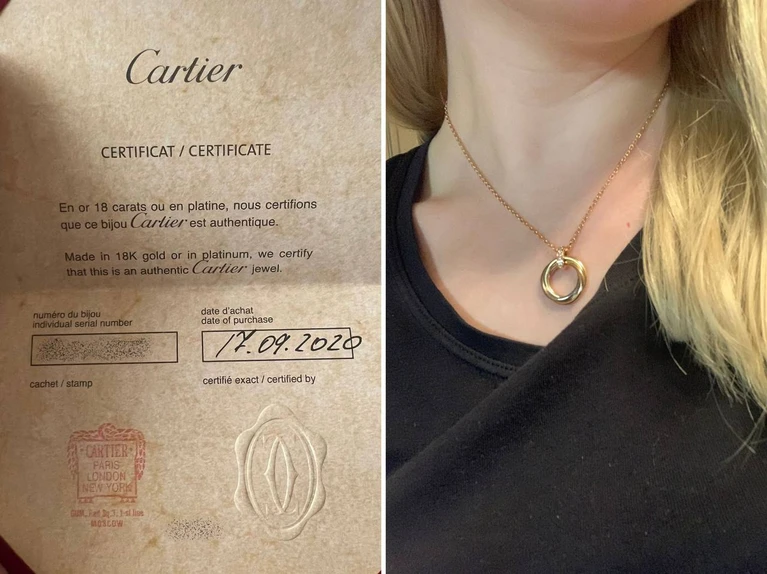 Cartier
CERTIFICAT / CERTIFICATE
En or 18 carats ou en platine, nous certifions
que ce bijou Cartier est authentique.
Made in 18K gold or in platinum, we certify
that this is an authentic Cartier jewel.
numéro du bijou
individual serial number
date d'achat
date of purchase
17.09.2020
cachet / stamp
certifié exact / certified by
CARTIER
PARIS
LONDON
NEW YORK
MOSCOW